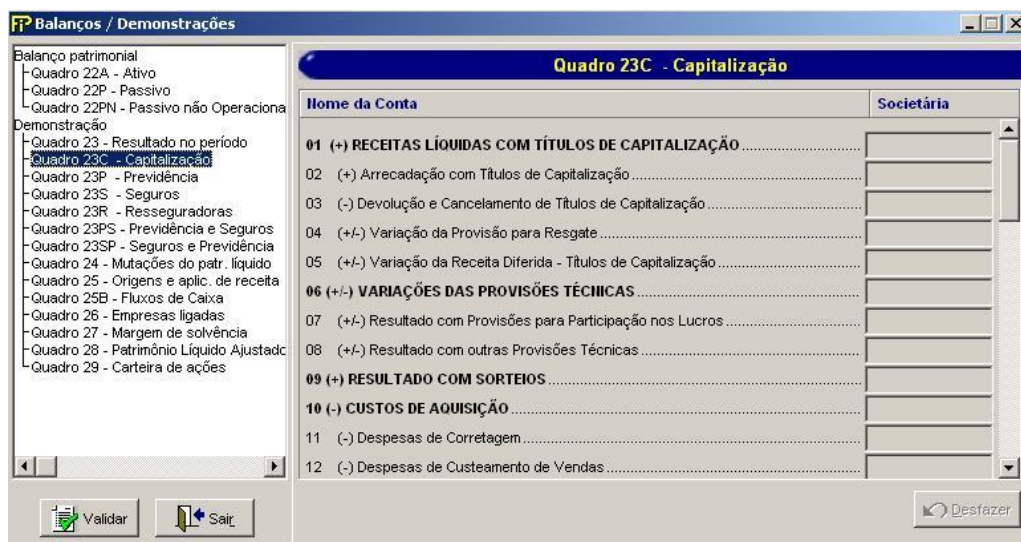 FIP Balanços / Demonstrações
Balanço patrimonial
Quadro 22A - Ativo
Quadro 22P - Passivo
Quadro 22PN - Passivo não Operaciona
Demonstração
Quadro 23 - Resultado no período
Quadro 23C - Capitalização
Quadro 23P - Previdência
Quadro 23S - Seguros
Quadro 23R - Resseguradoras
Quadro 23PS - Previdência e Seguros
Quadro 23SP - Seguros e Previdência
Quadro 24 - Mutações do patr. líquido
Quadro 25 - Origens e aplic. de receita
Quadro 25B - Fluxos de Caixa
Quadro 26 - Empresas ligadas
Quadro 27 - Margem de solvência
Quadro 28 - Patrimônio Líquido Ajustado
Quadro 29 - Carteira de ações
Validar
Sair
Quadro 23C - Capitalização
Nome da Conta Societária
01 (+) RECEITAS LÍQUIDAS COM TÍTULOS DE CAPITALIZAÇÃO
02 (+) Arrecadação com Títulos de Capitalização
03 (-) Devolução e Cancelamento de Títulos de Capitalização
04 (+/-) Variação da Provisão para Resgate
05 (+/-) Variação da Receita Diferida - Títulos de Capitalização
06 (+/-) VARIAÇÕES DAS PROVISÕES TÉCNICAS
07 (+/-) Resultado com Provisões para Participação nos Lucros
08 (+/-) Resultado com outras Provisões Técnicas
09 (+) RESULTADO COM SORTEIOS
10 (-) CUSTOS DE AQUISIÇÃO
11 (-) Despesas de Corretagem
12 (-) Despesas de Custeamento de Vendas
Desfazer